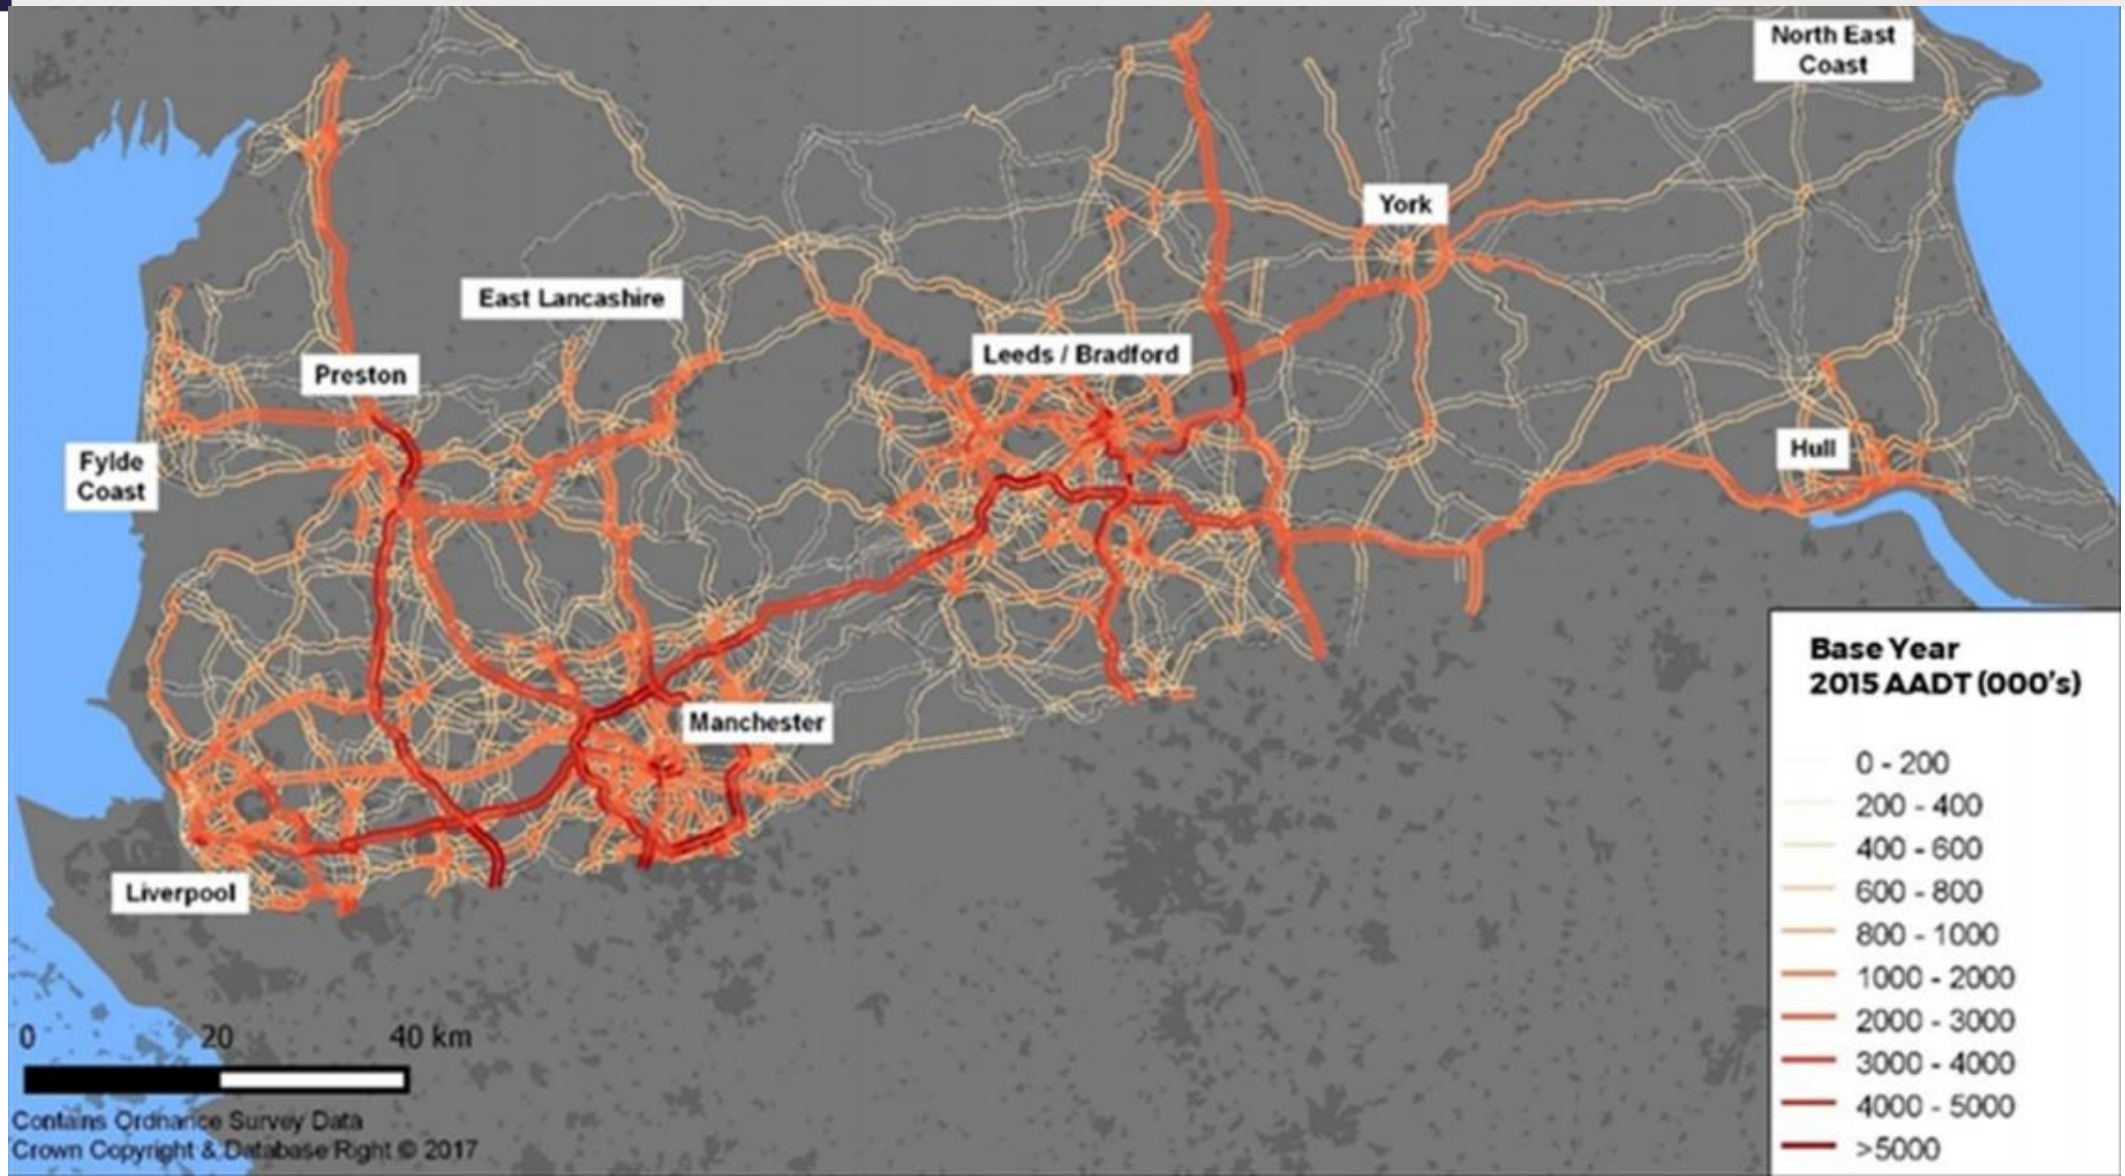 North East
Coast
York
East Lancashire
Leeds / Bradford
Preston
Fylde
Coast
Hull
Manchester
Liverpool
Base Year
2015 AADT (000's)
0 - 200
200 - 400
400 - 600
600 - 800
800 - 1000
1000 - 2000
2000 - 3000
3000 - 4000
4000 - 5000
>5000
0 20 40 km
Contains Ordnance Survey Data
Crown Copyright & Database Right © 2017